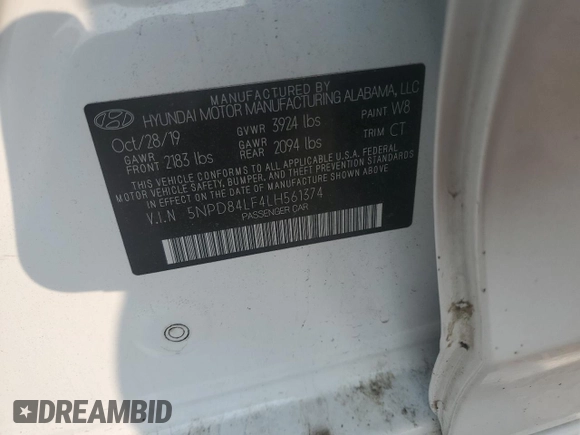 MANUFACTURED BY
HYUNDAI MOTOR MANUFACTURING ALABAMA, LLC
Oct/28/19 GVWR 3924 lbs PAINT W8
GAWR FRONT 2183 lbs GAWR REAR 2094 lbs TRIM CT
THIS VEHICLE CONFORMS TO ALL APPLICABLE U.S.A. FEDERAL
MOTOR VEHICLE SAFETY, BUMPER, AND THEFT PREVENTION
STANDARDS IN EFFECT ON THE DATE OF MANUFACTURE SHOWN ABOVE.
V.I.N 5NPD84LF4LH561374
PASSENGER CAR
DREAMBID